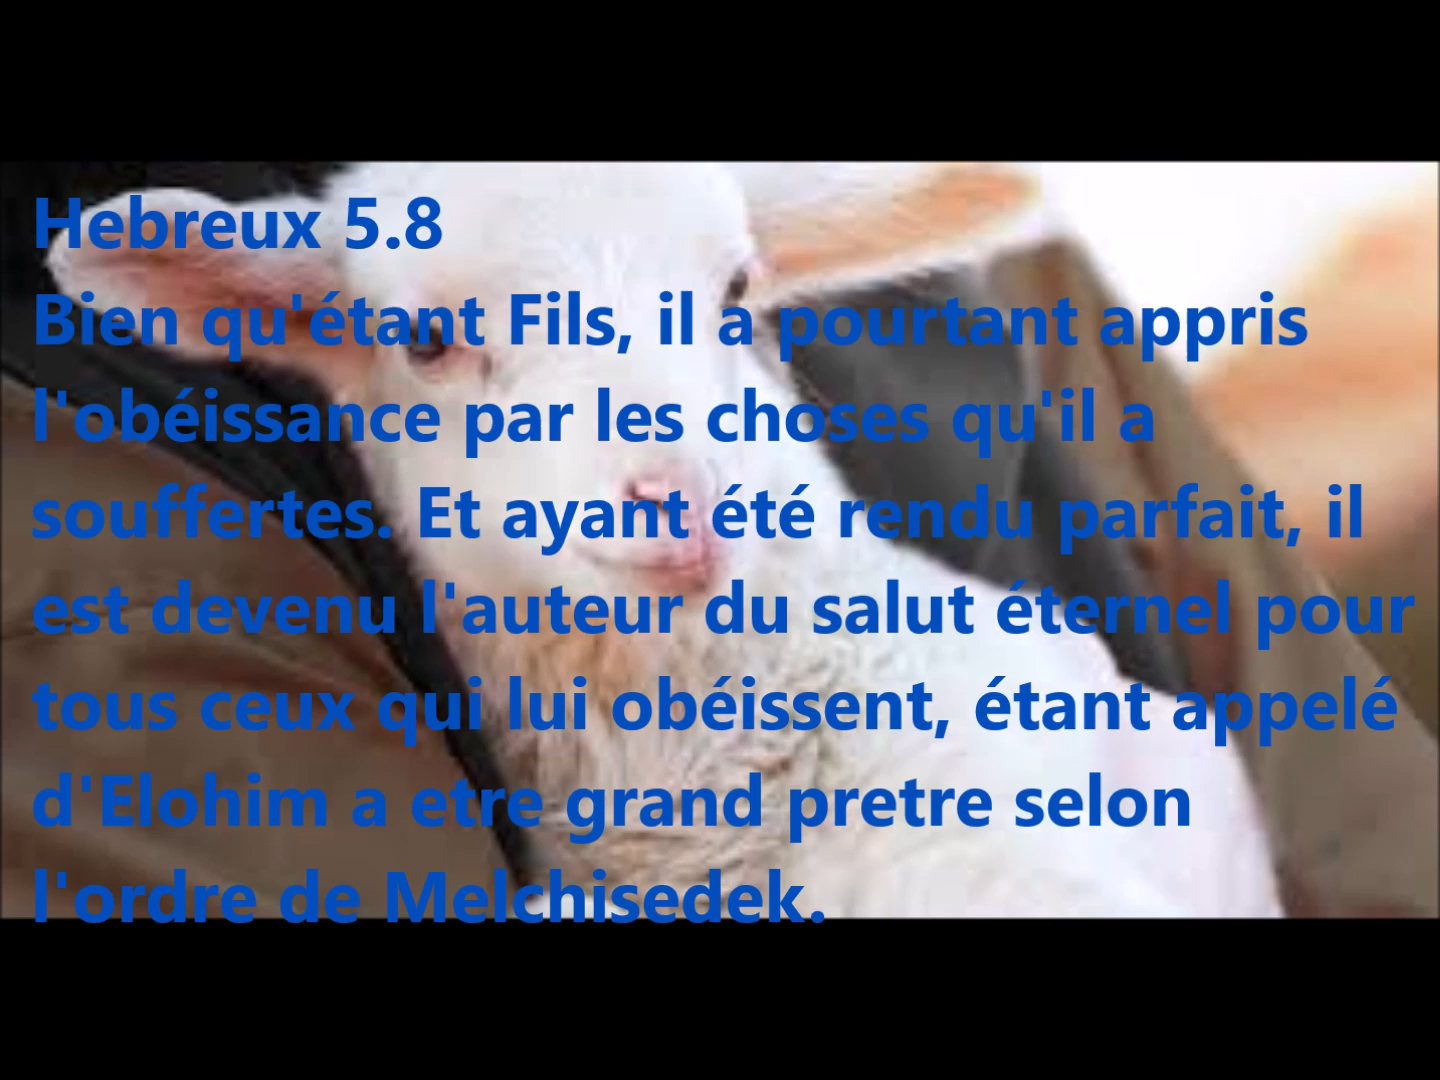 Hebreux 5.8
Bien qu'étant Fils, il a pourtant appris
l'obéissance par les choses qu'il a
souffertes. Et ayant été rendu parfait, il
est devenu l'auteur du salut éternel pour
tous ceux qui lui obéissent, étant appelé
d'Elohim a etre grand pretre selon
l'ordre de Melchisedek.